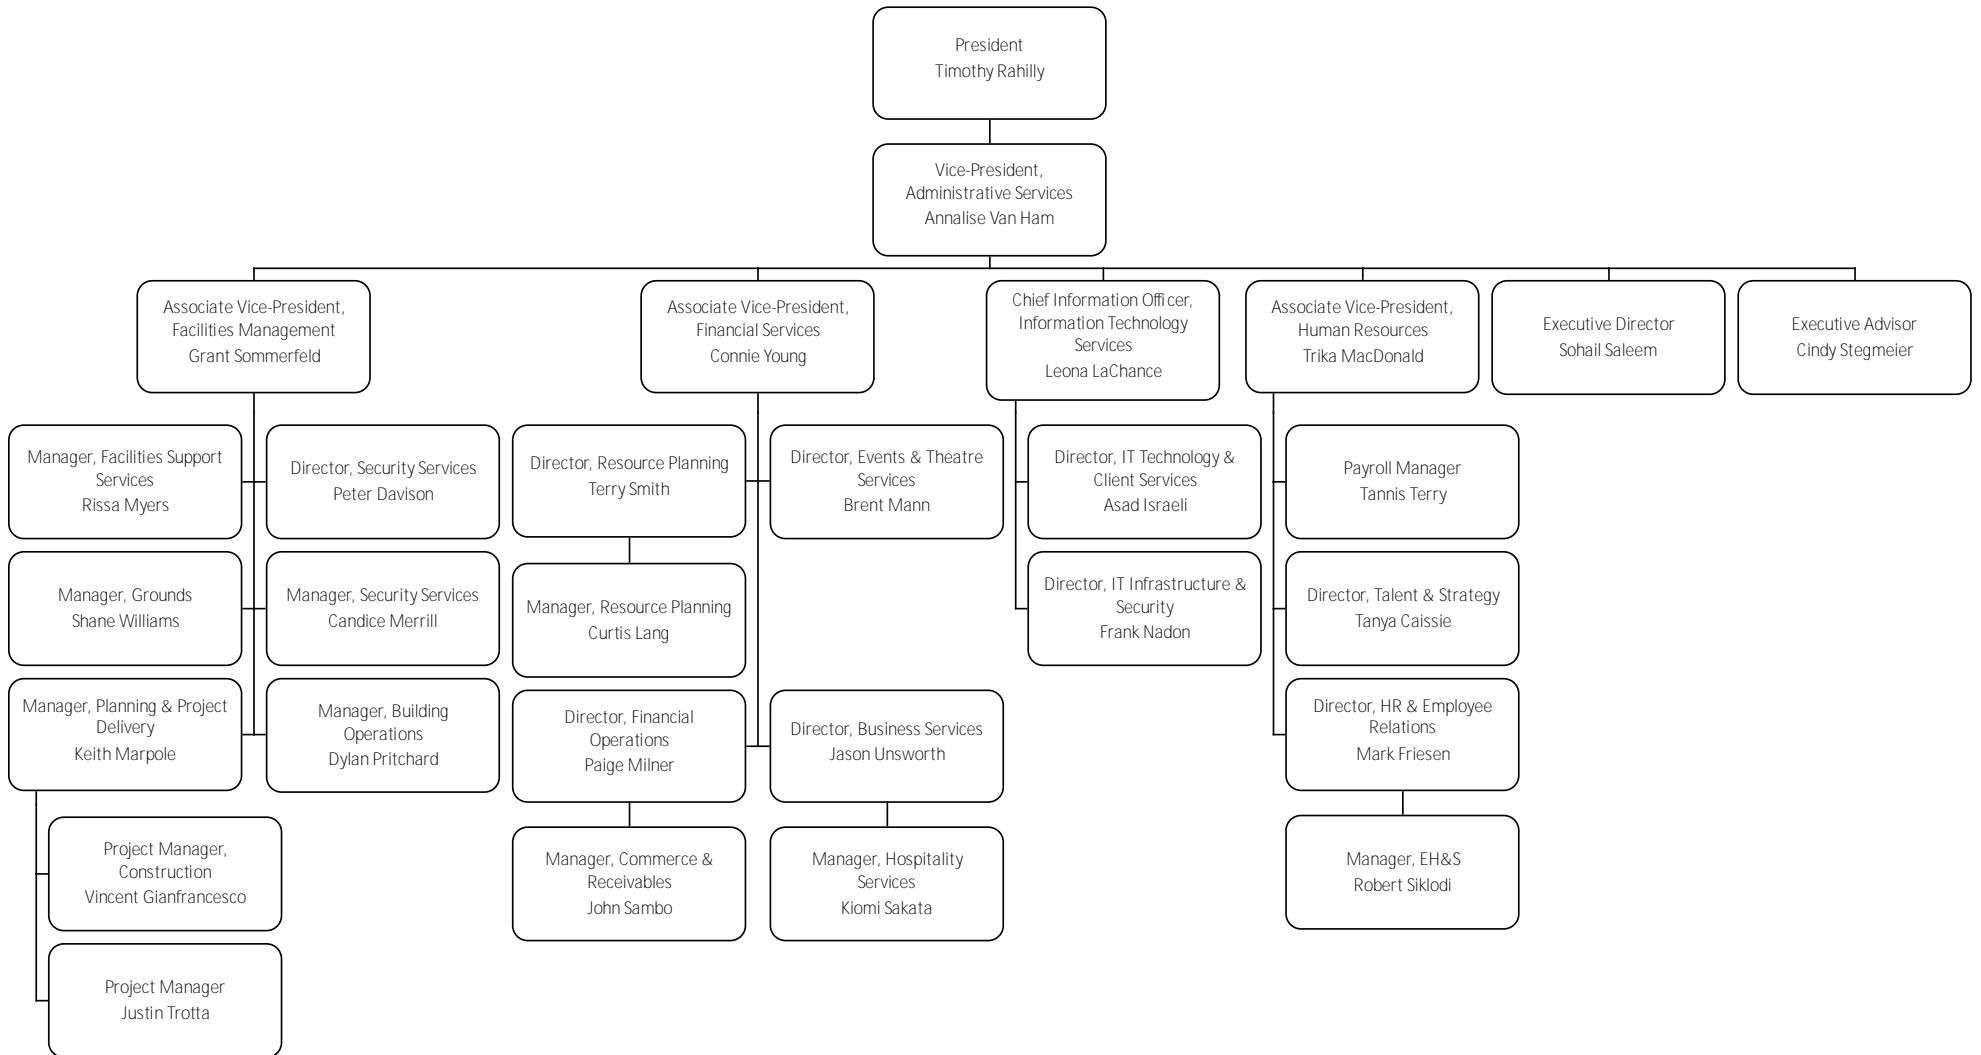 President
Timothy Rahilly
Vice-President,
Administrative Services
Annalise Van Ham
Associate Vice-President,
Facilities Management
Grant Sommerfeld
Associate Vice-President,
Financial Services
Connie Young
Chief Information Officer,
Information Technology
Services
Leona LaChance
Associate Vice-President,
Human Resources
Trika MacDonald
Executive Director
Sohail Saleem
Executive Advisor
Cindy Stegmeier
Manager, Facilities Support
Services
Rissa Myers
Director, Security Services
Peter Davison
Director, Resource Planning
Terry Smith
Director, Events & Theatre
Services
Brent Mann
Director, IT Technology &
Client Services
Asad Israeli
Payroll Manager
Tannis Terry
Manager, Grounds
Shane Williams
Manager, Security Services
Candice Merrill
Manager, Resource Planning
Curtis Lang
Director, IT Infrastructure &
Security
Frank Nadon
Director, Talent & Strategy
Tanya Caissie
Manager, Planning & Project
Delivery
Keith Marpole
Manager, Building
Operations
Dylan Pritchard
Director, Financial
Operations
Paige Milner
Director, Business Services
Jason Unsworth
Director, HR & Employee
Relations
Mark Friesen
Project Manager,
Construction
Vincent Gianfrancesco
Manager, Commerce &
Receivables
John Sambo
Manager, Hospitality
Services
Kiomi Sakata
Manager, EH&S
Robert Siklodi
Project Manager
Justin Trotta